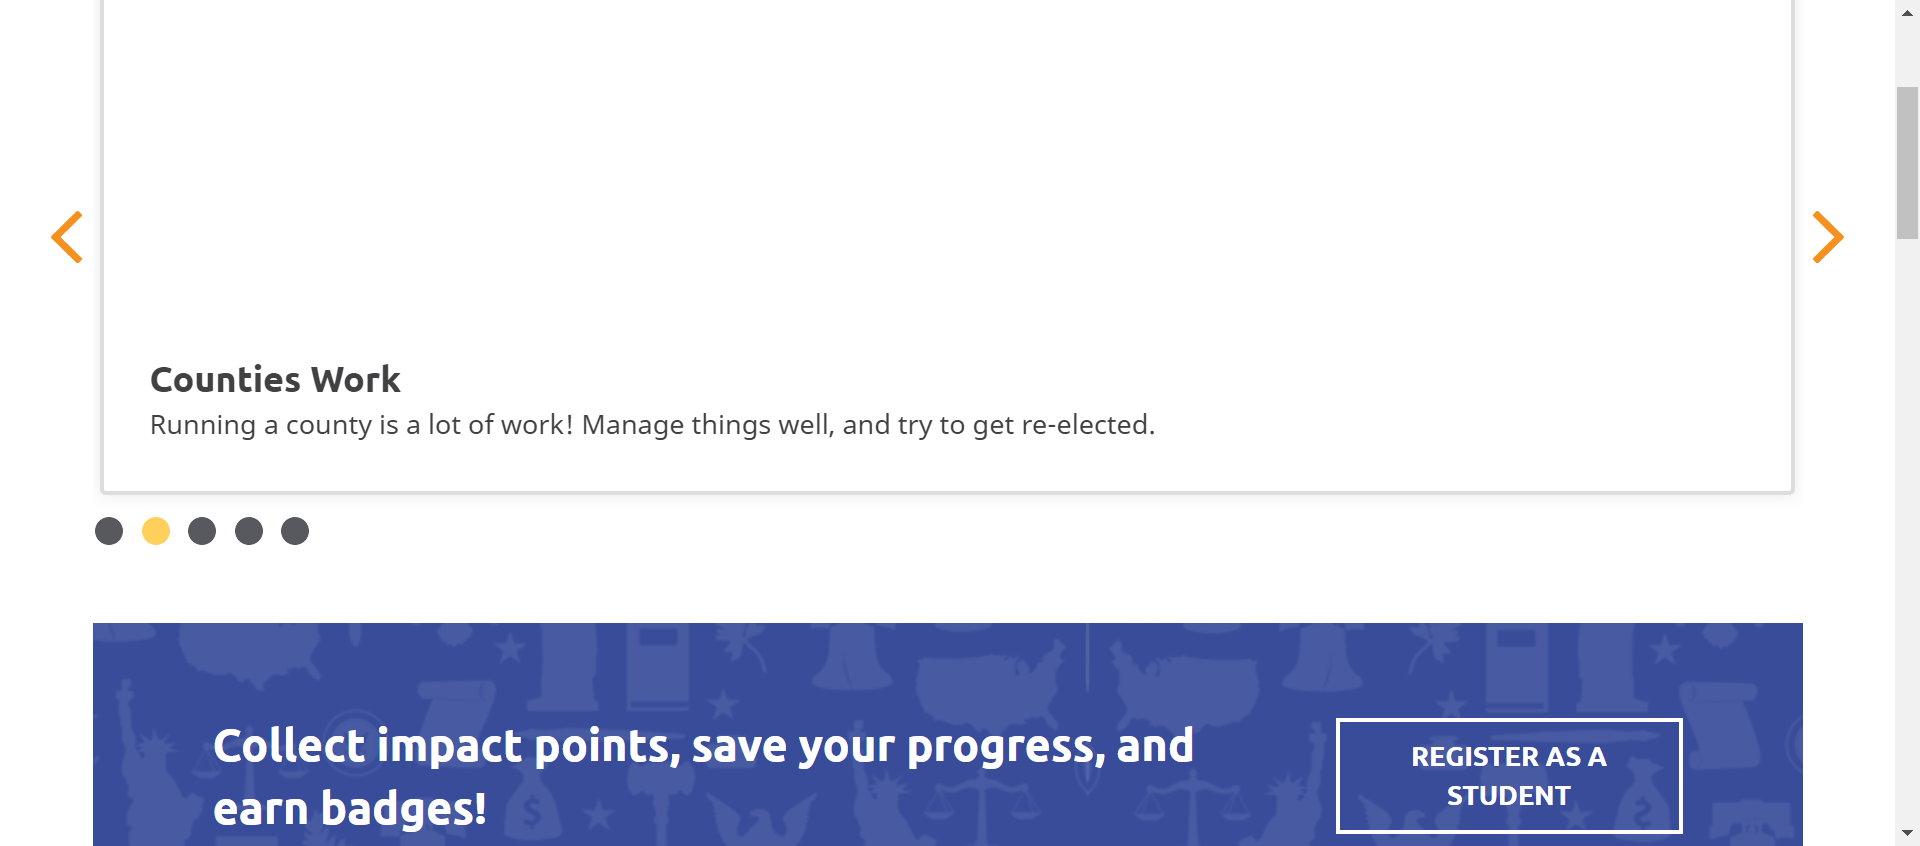 Counties Work
Running a county is a lot of work! Manage things well, and try to get re-elected.
Collect impact points, save your progress, and
earn badges!
REGISTER AS A
STUDENT